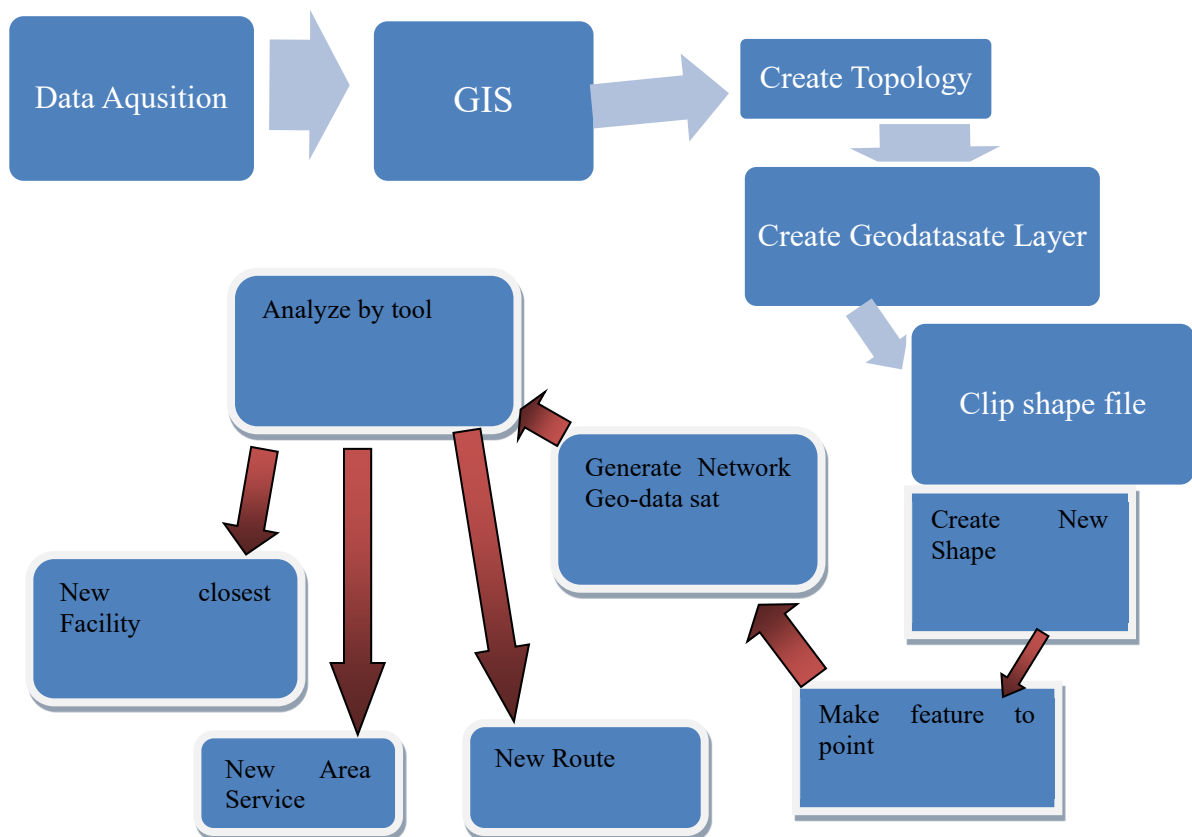 Data Aqusition
GIS
Create Topology
Create Geodatasate Layer
Clip shape file
Create New
Shape
Make feature to
point
Generate Network
Geo-data sat
Analyze by tool
New closest
Facility
New Area
Service
New Route